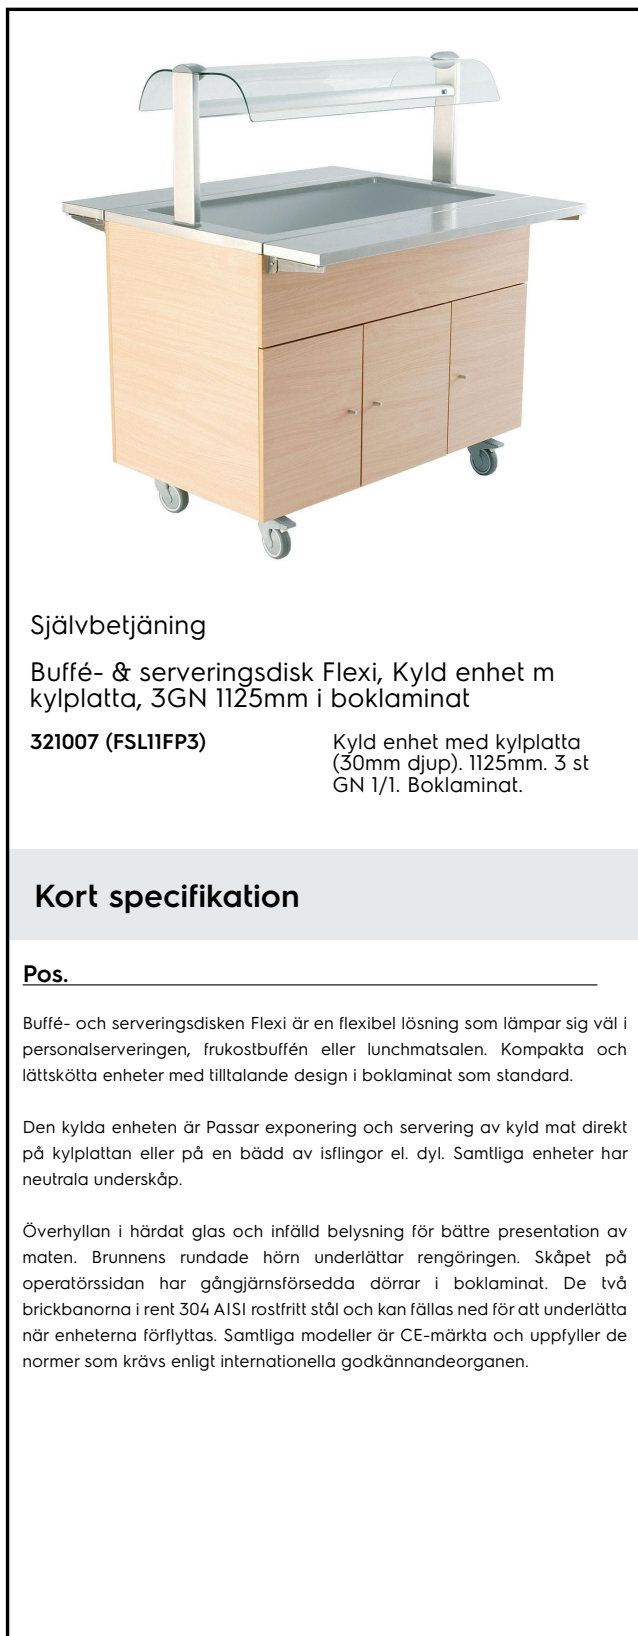 Självbetjäning
Buffé- & serveringsdisk Flexi, Kyld enhet m
kylplatta, 3GN 1125mm i boklaminat
321007 (FSL11FP3)
Kyld enhet med kylplatta
(30mm djup). 1125mm. 3 st
GN 1/1. Boklaminat.
Kort specifikation
Pos.
Buffé- och serveringsdisken Flexi är en flexibel lösning som lämpar sig väl i
personalserveringen, frukostbuffén eller lunchmatsalen. Kompakta och
lättskötta enheter med tilltalande design i boklaminat som standard.
Den kylda enheten är Passar exponering och servering av kyld mat direkt
på kylplattan eller på en bädd av isflingor el. dyl. Samtliga enheter har
neutrala underskåp.
Överhyllan i härdat glas och infälld belysning för bättre presentation av
maten. Brunnens rundade hörn underlättar rengöringen. Skåpet på
operatörssidan har gångjärnsförsedda dörrar i boklaminat. De två
brickbanorna i rent 304 AISI rostfritt stål och kan fällas ned för att underlätta
när enheterna förflyttas. Samtliga modeller är CE-märkta och uppfyller de
normer som krävs enligt internationella godkännandeorganen.